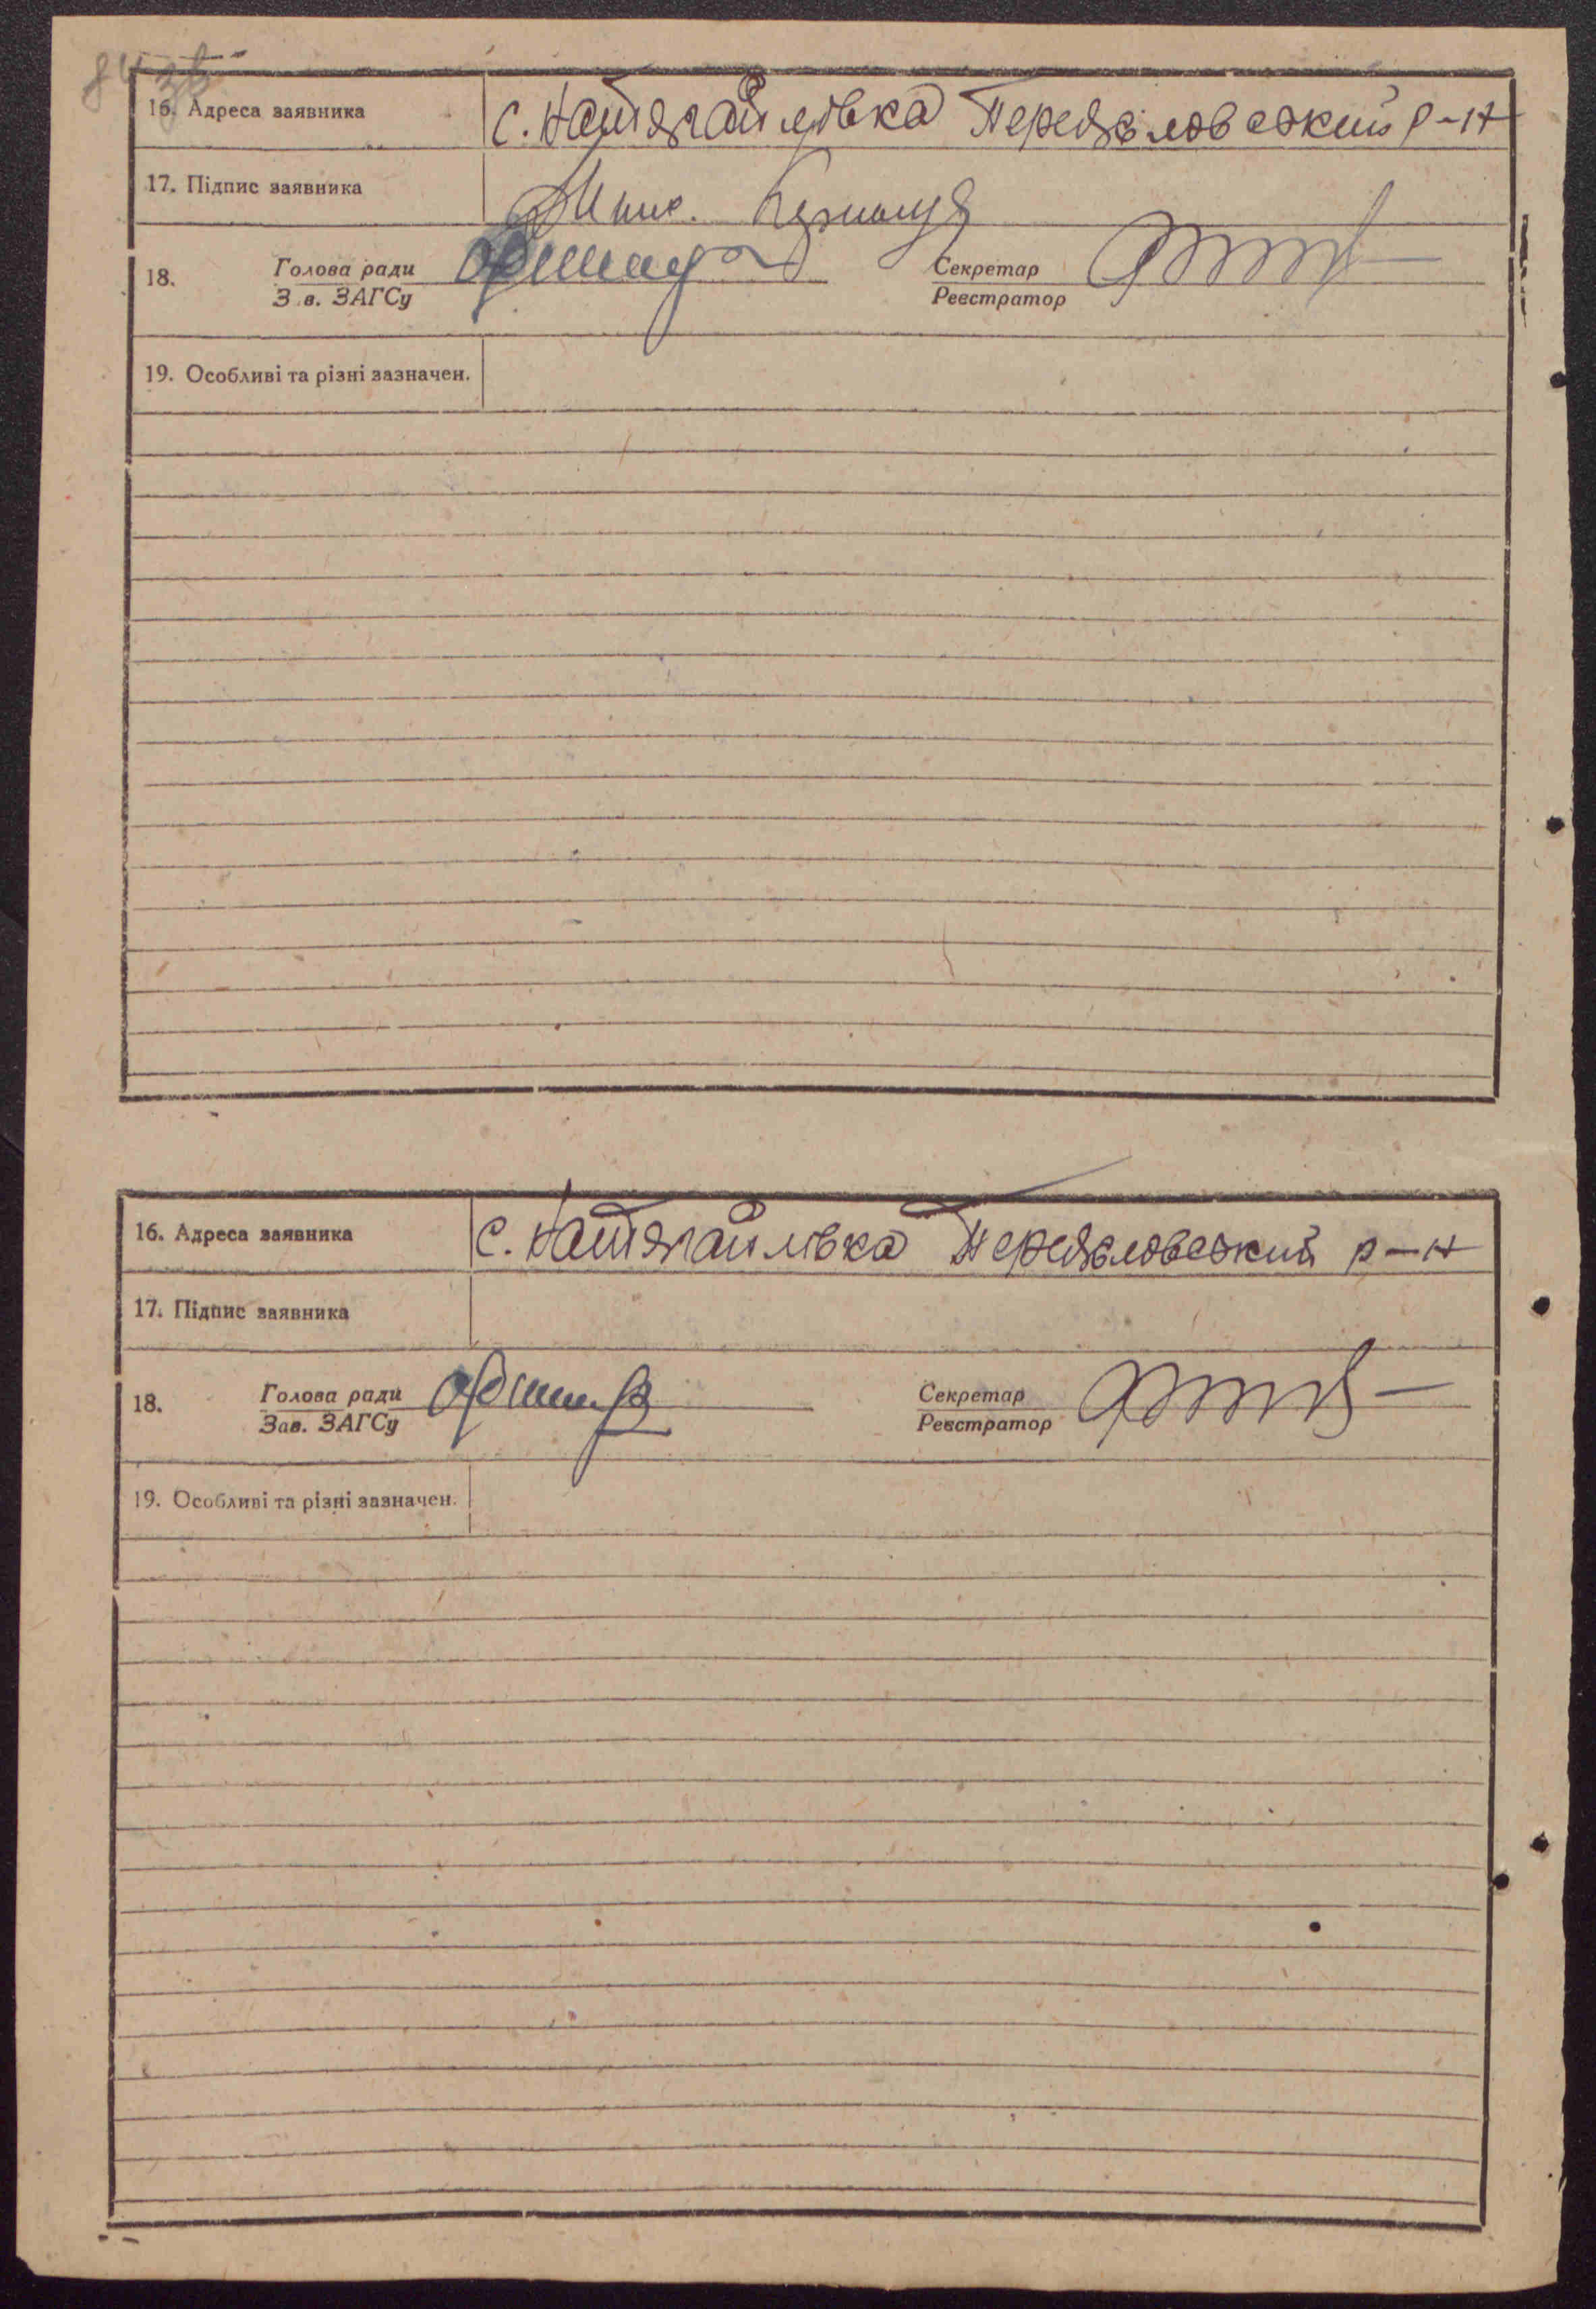 16. Адреса заявника с. Натягайлівка Переяславський р-н
17. Підпис заявника
18. Голова ради Секретар
З в. ЗАГСу Реєстратор
19. Особливі та різні зазначен.
16. Адреса заявника с. Натягайлівка Переяславський р-н
17. Підпис заявника
18. Голова ради Секретар
Зав. ЗАГСу Реєстратор
19. Особливі та різні зазначен.